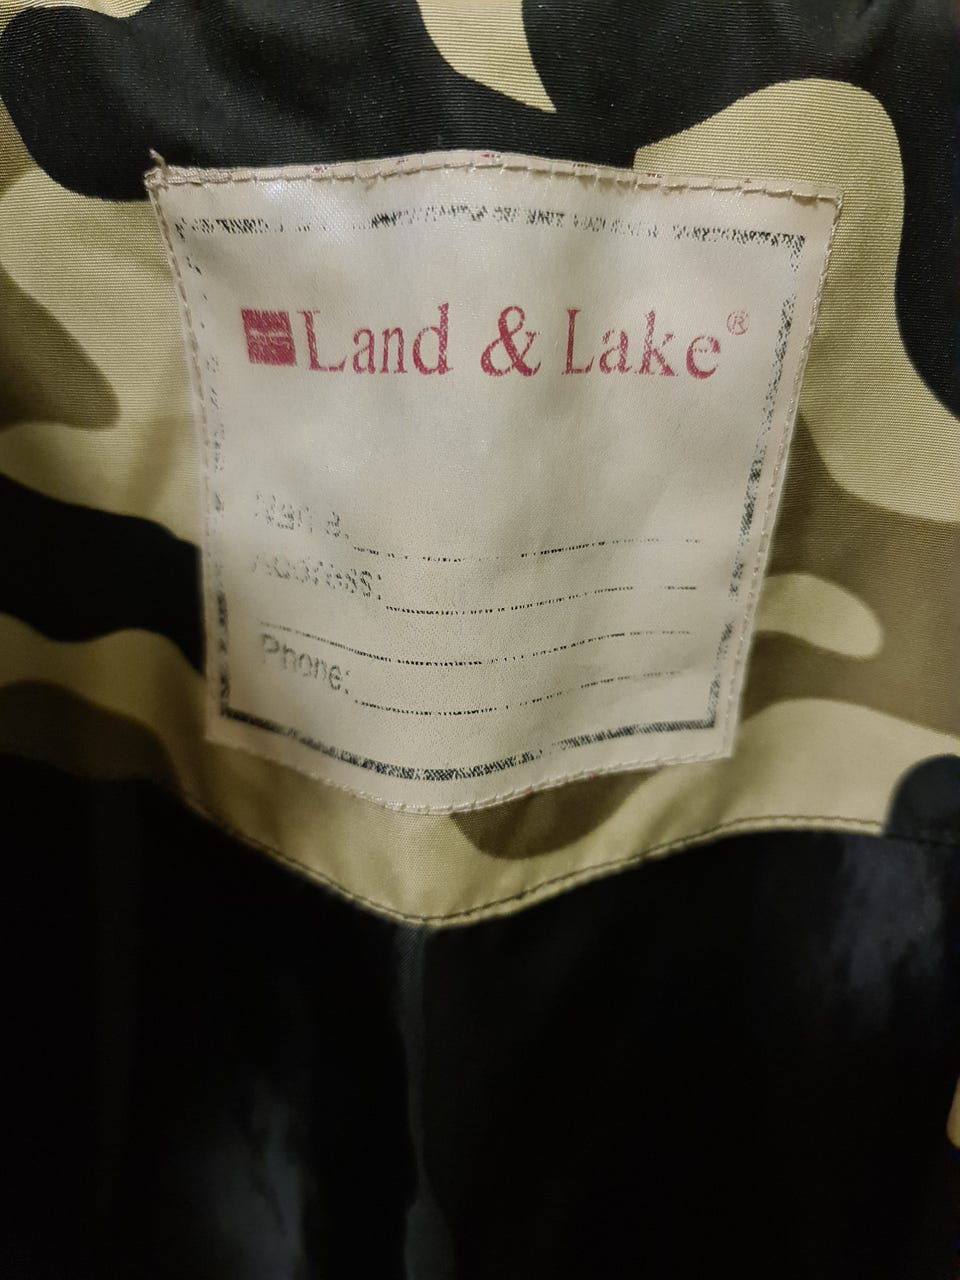 Land & Lake®
Name:
Address:
Phone: